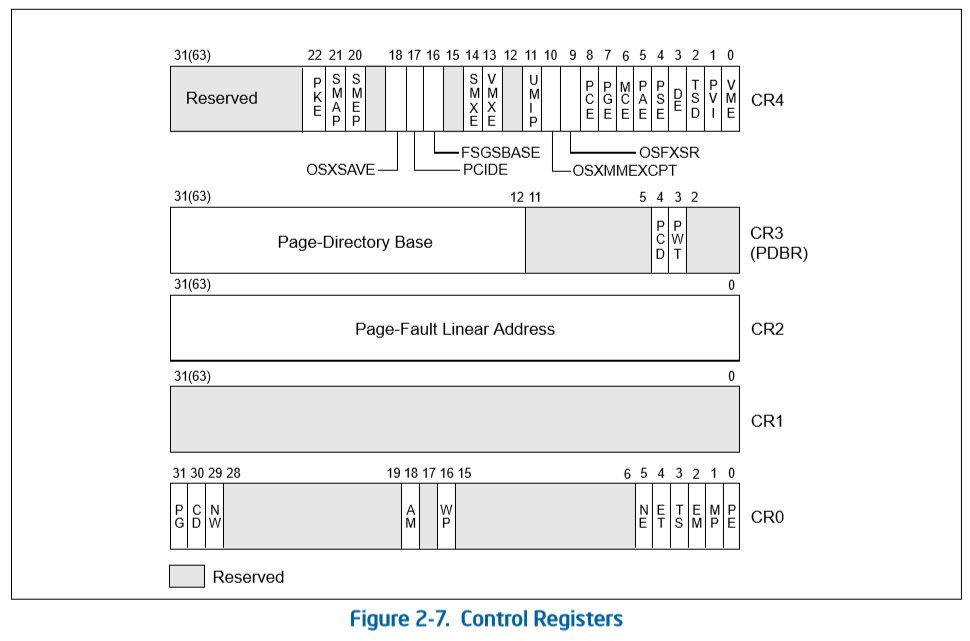 31(63) 22 21 20 18 17 16 15 14 13 12 11 10 9 8 7 6 5 4 3 2 1 0
Reserved PKE SMAP SMEP SMXE VMXE UMIP PCE PGE MCE PAE PSE DE TSD PVI VME CR4
FSGSBASE OSFXSR
OSXSAVE PCIDE OSXMMEXCPT
31(63) 12 11 5 4 3 2
Page-Directory Base PCD PWT CR3
(PDBR)
31(63) 0
Page-Fault Linear Address CR2
31(63) 0
CR1
31 30 29 28 19 18 17 16 15 6 5 4 3 2 1 0
PG CD NW AM WP NE ET TS EM MP PE CR0
Reserved
Figure 2-7. Control Registers